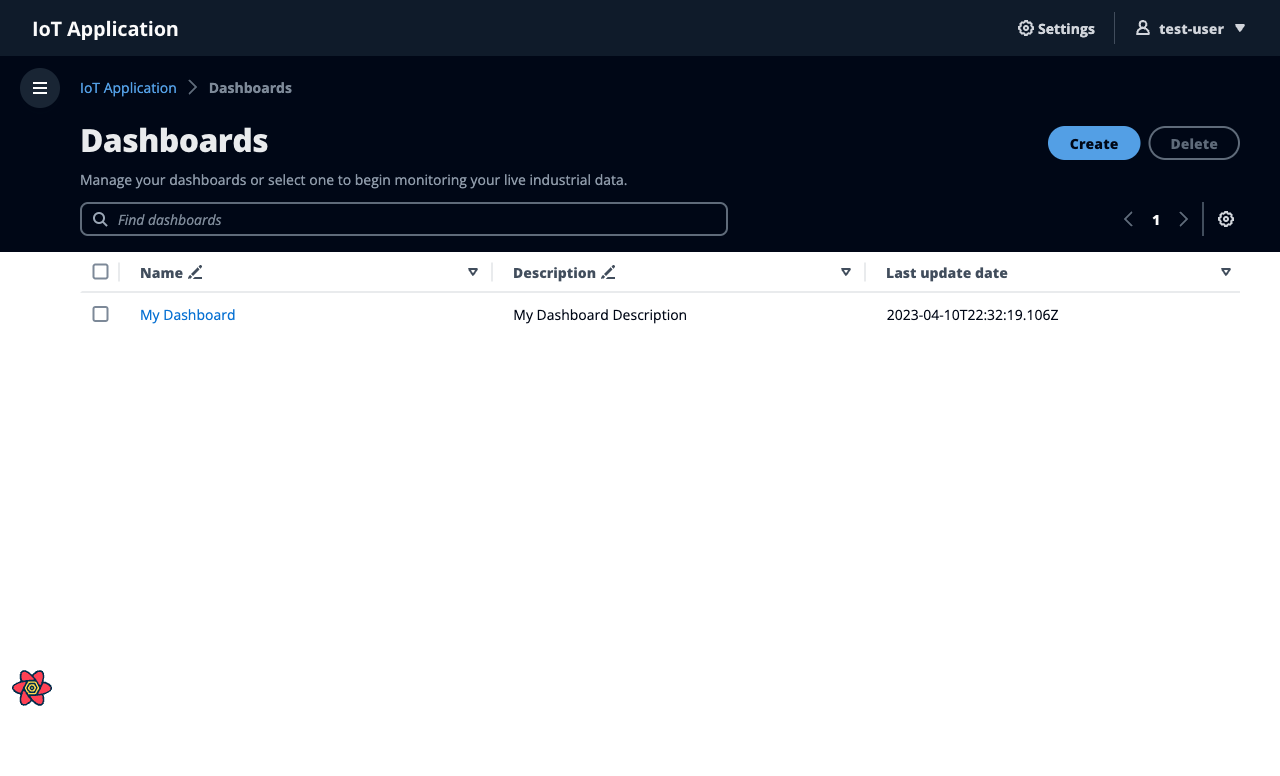 IoT Application
Settings
test-user
IoT Application
Dashboards
Dashboards
Create
Delete
Manage your dashboards or select one to begin monitoring your live industrial data.
Find dashboards
1
Name
Description
Last update date
My Dashboard
My Dashboard Description
2023-04-10T22:32:19.106Z